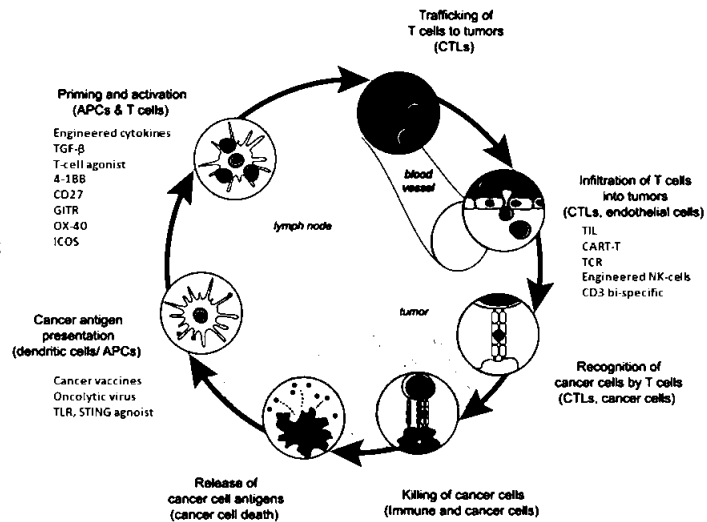 Trafficking of
T cells to tumors
(CTLs)
Priming and activation
(APCs & T cells)
Engineered cytokines
TGF-β
T-cell agonist
4-1BB
CD27
GITR
OX-40
ICOS
blood
vessel
lymph node
Infiltration of T cells
into tumors
(CTLs, endothelial cells)
TIL
CART-T
TCR
Engineered NK-cells
CD3 bi-specific
Cancer antigen
presentation
(dendritic cells/ APCs)
Cancer vaccines
Oncolytic virus
TLR, STING agnoist
tumor
Recognition of
cancer cells by T cells
(CTLs, cancer cells)
Release of
cancer cell antigens
(cancer cell death)
Killing of cancer cells
(Immune and cancer cells)